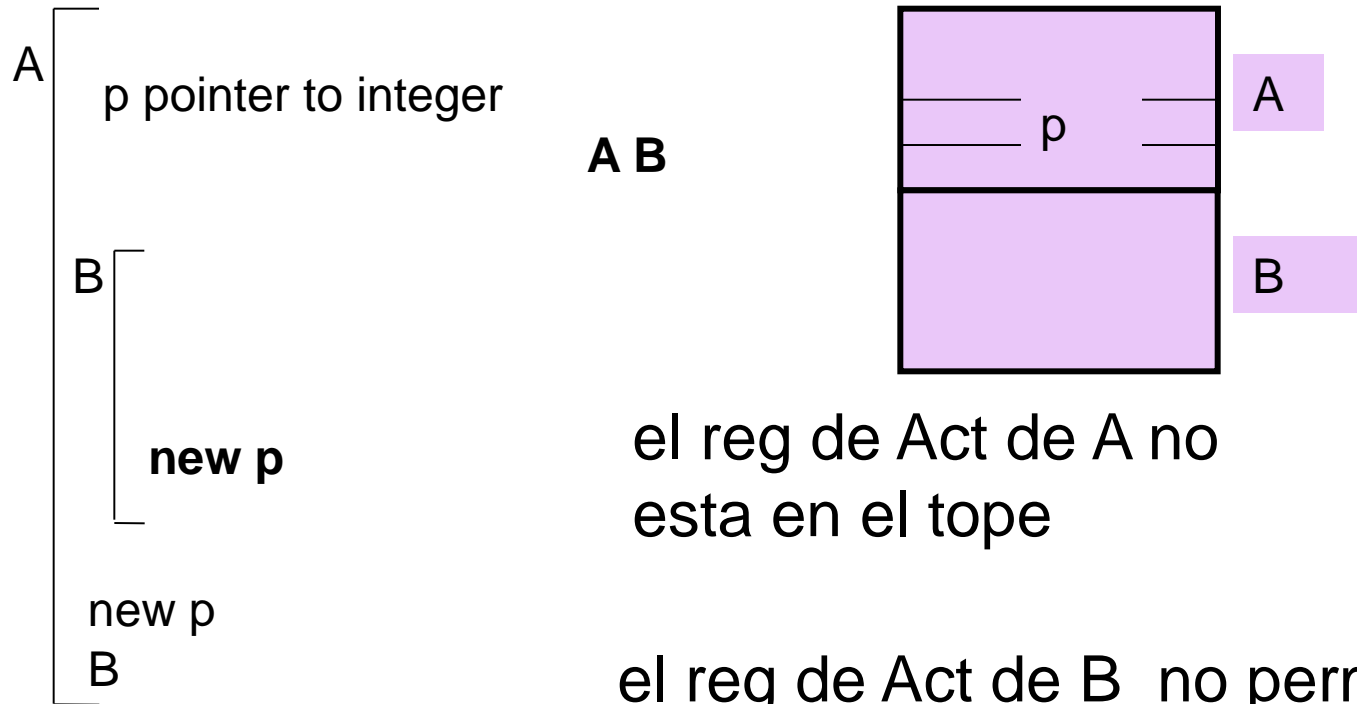 A
p pointer to integer
B
new p
new p
B
A B
p
A
B
el reg de Act de A no
esta en el tope
el reg de Act de B no